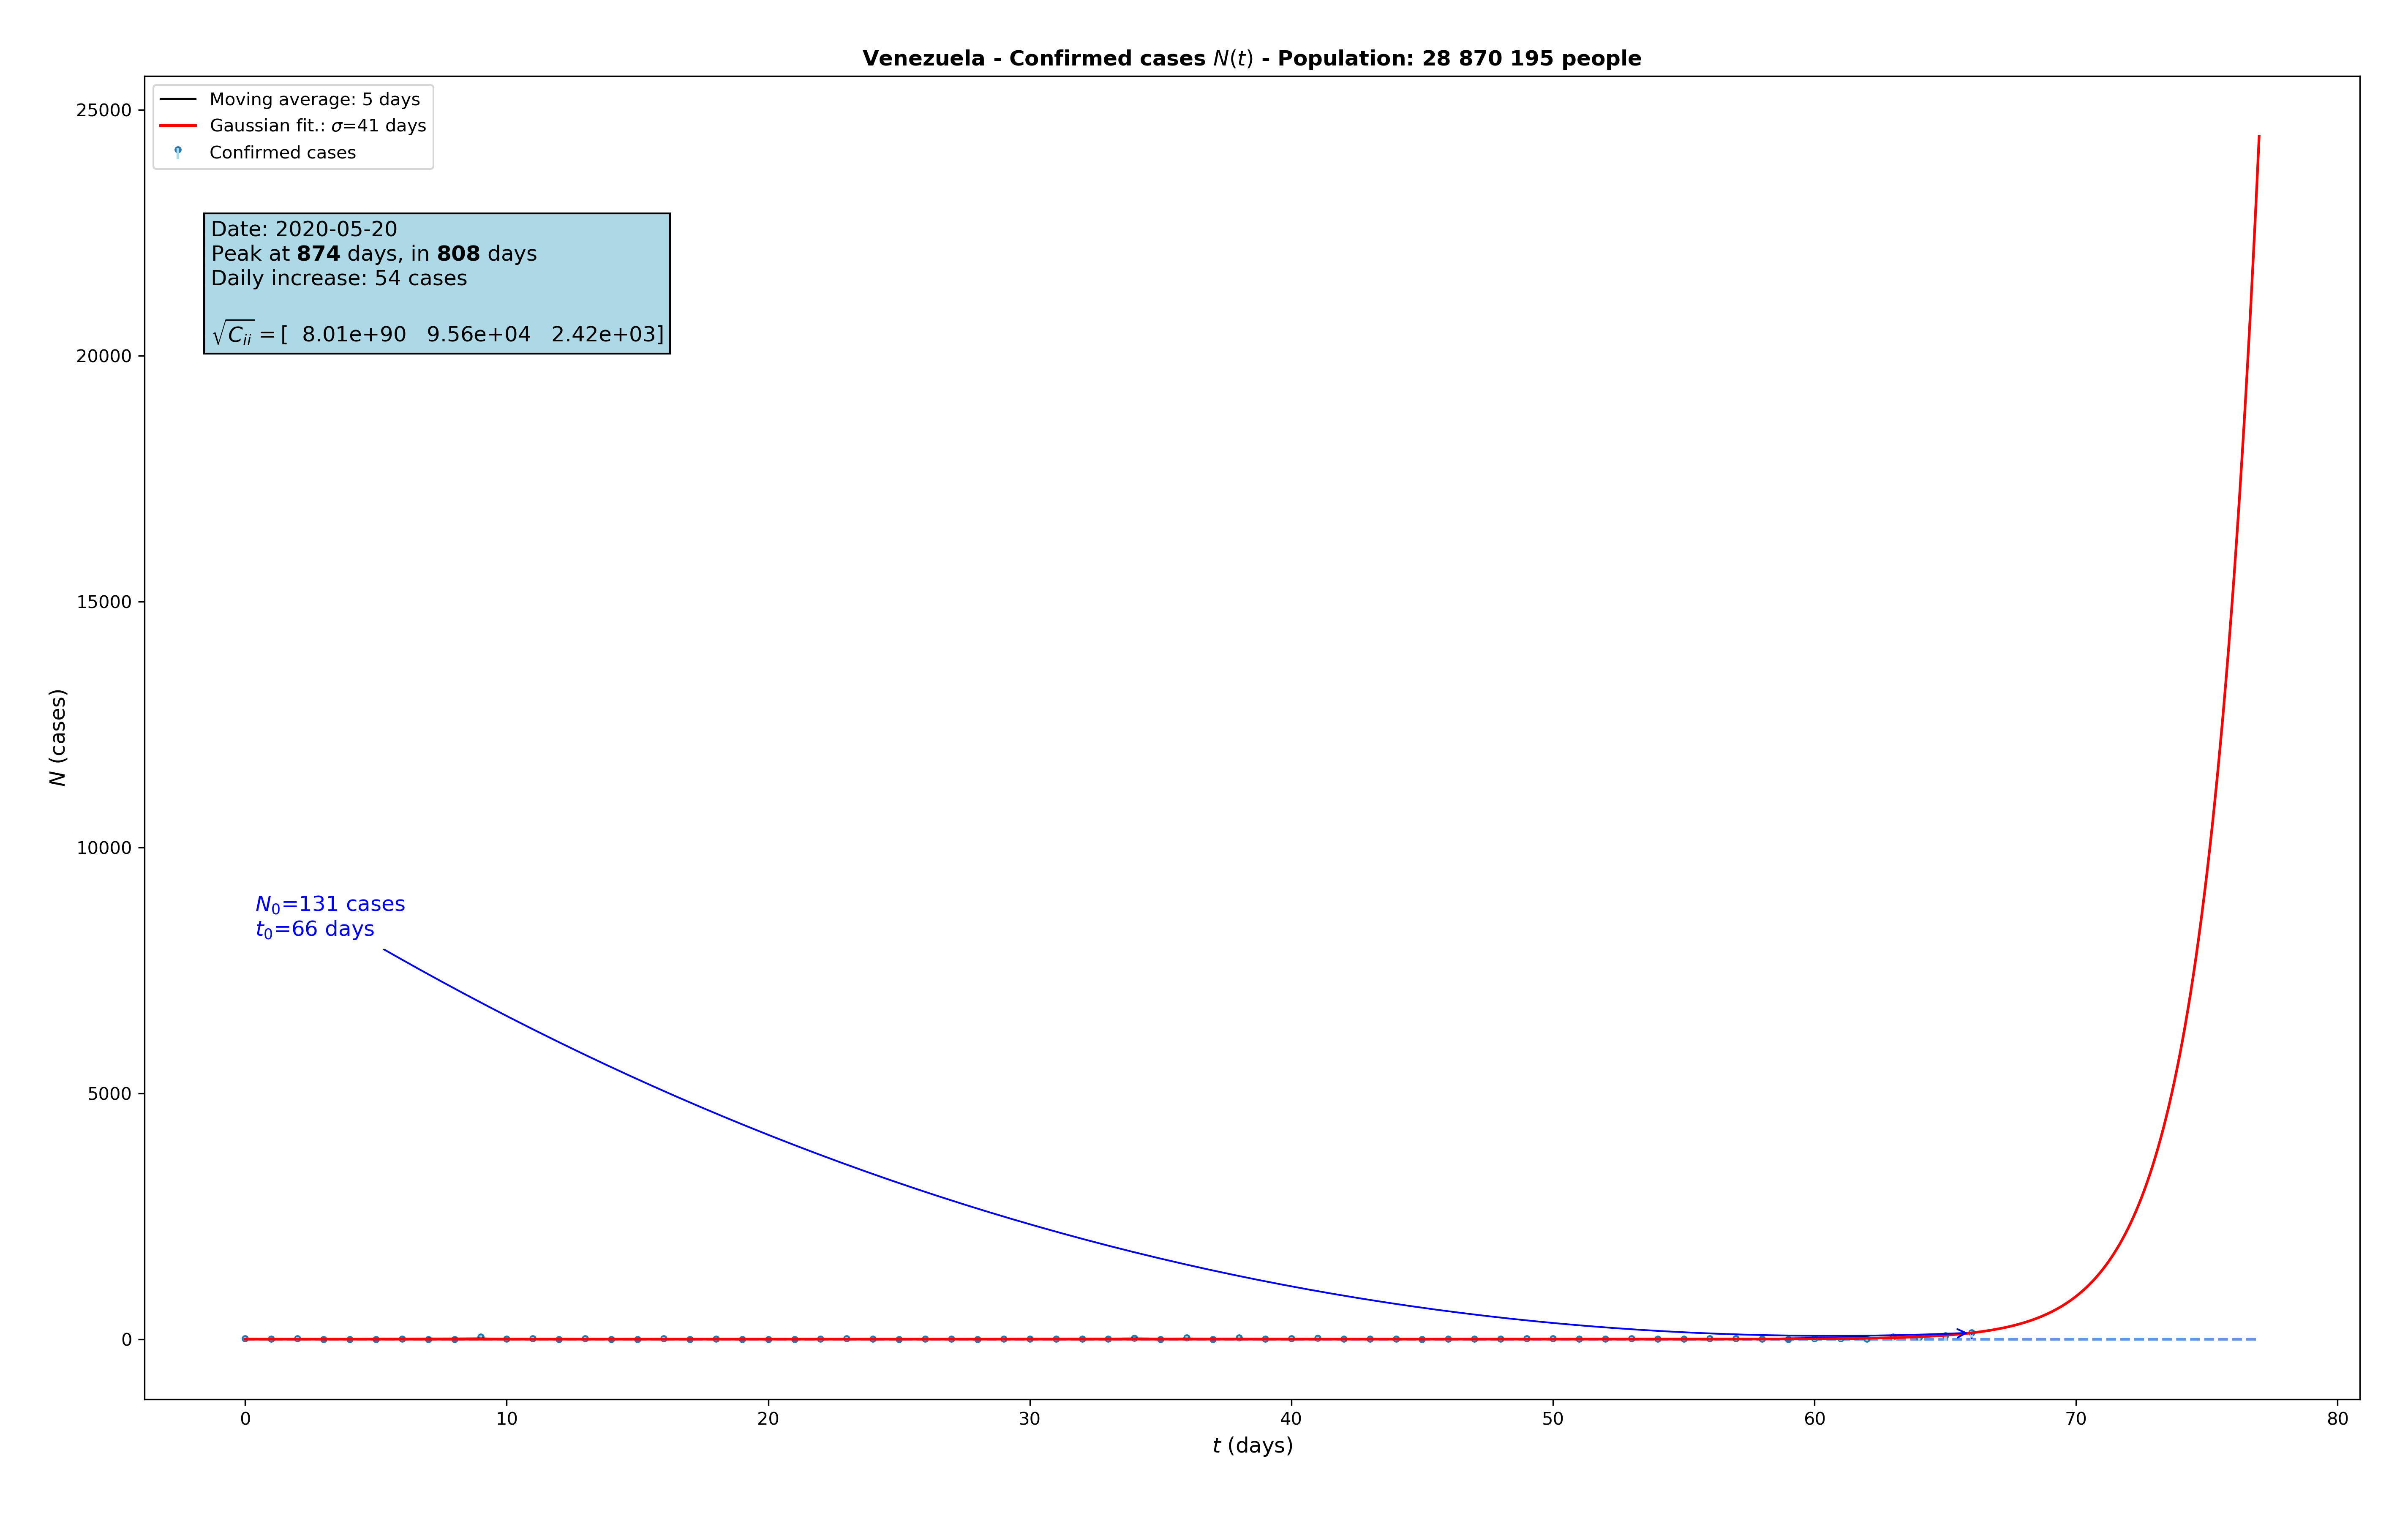 Venezuela - Confirmed cases N(t) - Population: 28 870 195 people
Moving average: 5 days
Gaussian fit.: σ=41 days
Confirmed cases
Date: 2020-05-20
Peak at 874 days, in 808 days
Daily increase: 54 cases
√C_ii = [ 8.01e+90 9.56e+04 2.42e+03]
N₀=131 cases
t₀=66 days
N (cases)
25000
20000
15000
10000
5000
0
0 10 20 30 40 50 60 70 80
t (days)